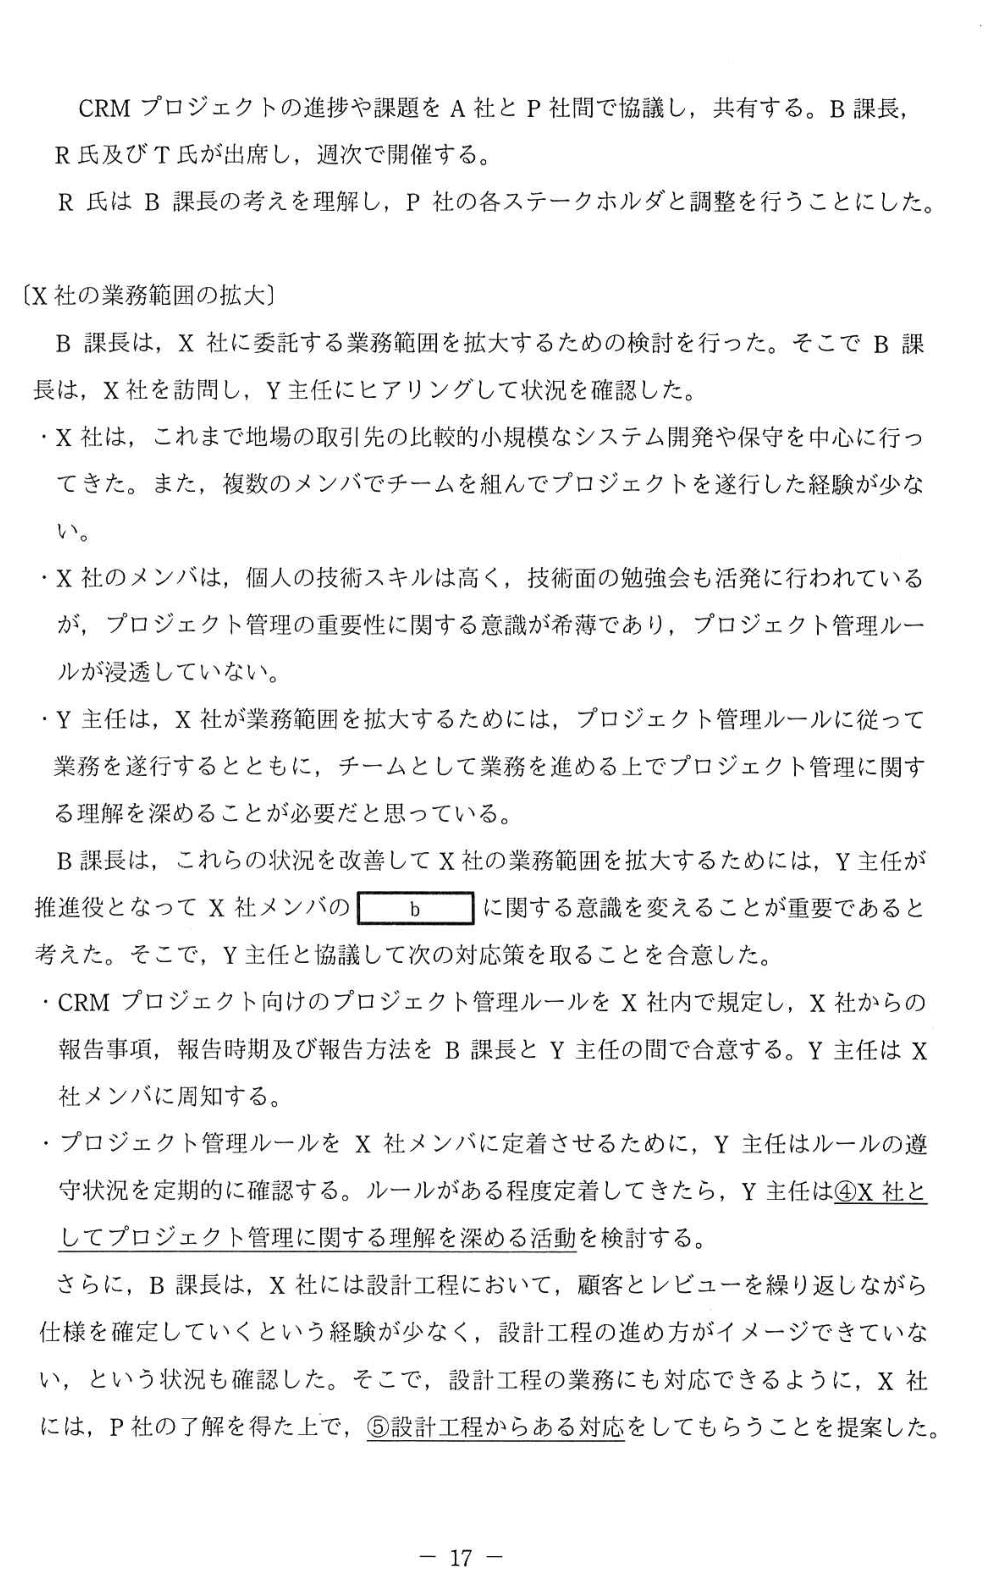 CRM プロジェクトの進捗や課題を A 社と P 社間で協議し，共有する。B 課長，
R 氏及び T 氏が出席し，週次で開催する。
R 氏は B 課長の考えを理解し，P 社の各ステークホルダと調整を行うことにした。
〔X 社の業務範囲の拡大〕
B 課長は，X 社に委託する業務範囲を拡大するための検討を行った。そこで B 課
長は，X 社を訪問し，Y 主任にヒアリングして状況を確認した。
・X 社は，これまで地場の取引先の比較的小規模なシステム開発や保守を中心に行っ
てきた。また，複数のメンバでチームを組んでプロジェクトを遂行した経験が少な
い。
・X 社のメンバは，個人の技術スキルは高く，技術面の勉強会も活発に行われている
が，プロジェクト管理の重要性に関する意識が希薄であり，プロジェクト管理ルー
ルが浸透していない。
・Y 主任は，X 社が業務範囲を拡大するためには，プロジェクト管理ルールに従って
業務を遂行するとともに，チームとして業務を進める上でプロジェクト管理に関す
る理解を深めることが必要だと思っている。
B 課長は，これらの状況を改善して X 社の業務範囲を拡大するためには，Y 主任が
推進役となって X 社メンバの b に関する意識を変えることが重要であると
考えた。そこで，Y 主任と協議して次の対応策を取ることを合意した。
・CRM プロジェクト向けのプロジェクト管理ルールを X 社内で規定し，X 社からの
報告事項，報告時期及び報告方法を B 課長と Y 主任の間で合意する。Y 主任は X
社メンバに周知する。
・プロジェクト管理ルールを X 社メンバに定着させるために，Y 主任はルールの遵
守状況を定期的に確認する。ルールがある程度定着してきたら，Y 主任は④X 社と
してプロジェクト管理に関する理解を深める活動を検討する。
さらに，B 課長は，X 社には設計工程において，顧客とレビューを繰り返しながら
仕様を確定していくという経験が少なく，設計工程の進め方がイメージできていな
い，という状況も確認した。そこで，設計工程の業務にも対応できるように，X 社
には，P 社の了解を得た上で，⑤設計工程からある対応をしてもらうことを提案した。
－ 17 －